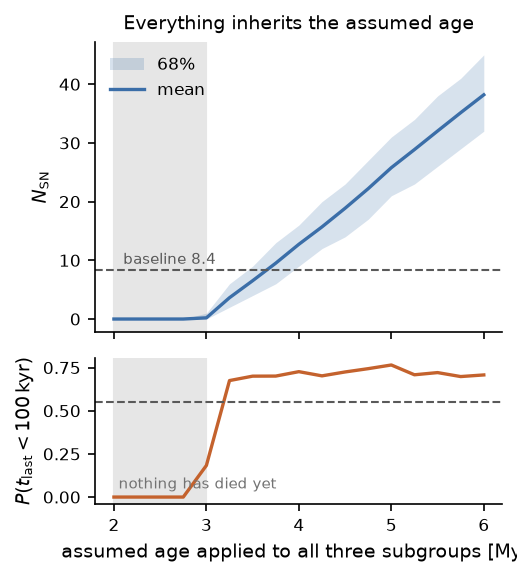 Everything inherits the assumed age
68%
mean
40
30
20
10
0
N_SN
baseline 8.4
0.75
0.50
0.25
0.00
P(t_last < 100 kyr)
nothing has died yet
2 3 4 5 6
assumed age applied to all three subgroups [My